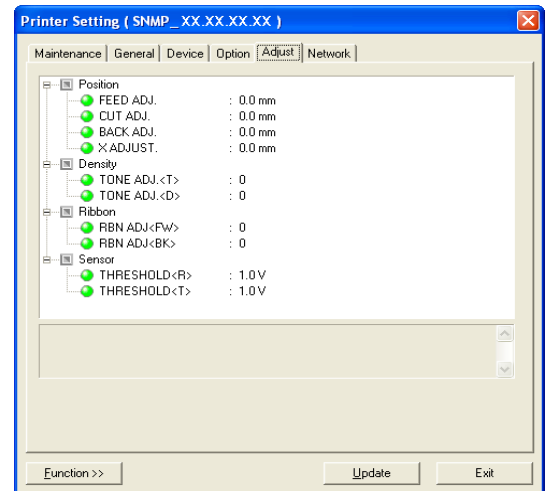 Printer Setting ( SNMP_ XX.XX.XX.XX )
Maintenance General Device Option Adjust Network
Position
FEED ADJ. : 0.0 mm
CUT ADJ. : 0.0 mm
BACK ADJ. : 0.0 mm
X ADJUST. : 0.0 mm
Density
TONE ADJ.<T> : 0
TONE ADJ.<D> : 0
Ribbon
RBN ADJ<FW> : 0
RBN ADJ<BK> : 0
Sensor
THRESHOLD<R> : 1.0 V
THRESHOLD<T> : 1.0 V
Function >> Update Exit